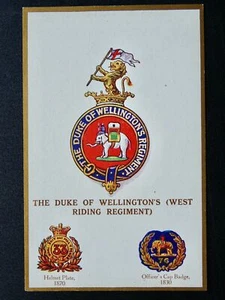 THE DUKE OF WELLINGTON'S REGIMENT.
THE DUKE OF WELLINGTON'S (WEST
RIDING REGIMENT)
Helmet Plate,
1870
Officer's Cap Badge,
1830